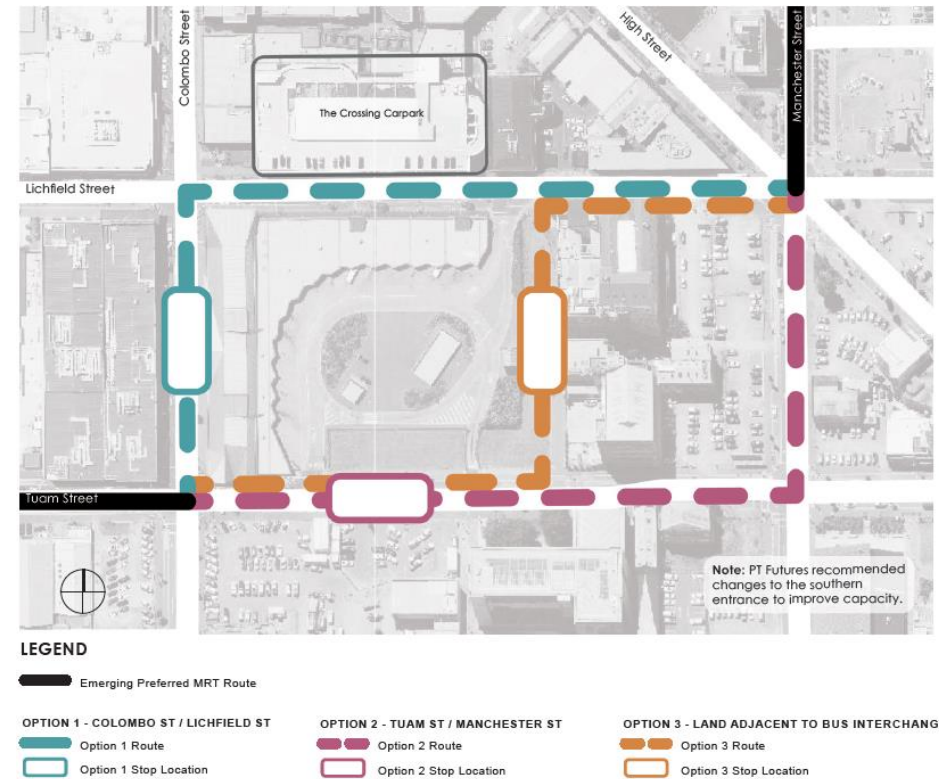 Colombo Street
High Street
Manchester Street
The Crossing Carpark
Lichfield Street
Tuam Street
Note: PT Futures recommended
changes to the southern
entrance to improve capacity.
LEGEND
Emerging Preferred MRT Route
OPTION 1 - COLOMBO ST / LICHFIELD ST
Option 1 Route
Option 1 Stop Location
OPTION 2 - TUAM ST / MANCHESTER ST
Option 2 Route
Option 2 Stop Location
OPTION 3 - LAND ADJACENT TO BUS INTERCHANG
Option 3 Route
Option 3 Stop Location